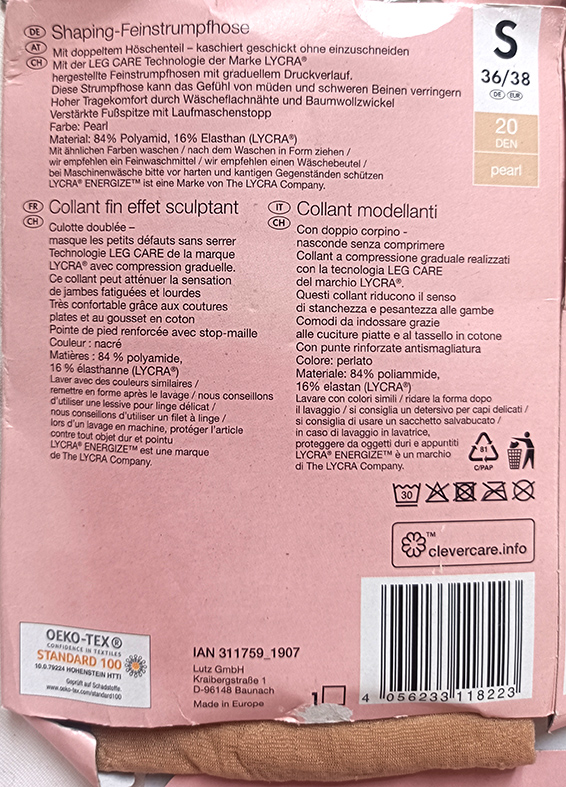 DE Shaping-Feinstrumpfhose
AT Mit doppeltem Höschenteil – kaschiert geschickt ohne einzuschneiden
CH Mit der LEG CARE Technologie der Marke LYCRA®
hergestellte Feinstrumpfhosen mit graduellem Druckverlauf.
Diese Strumpfhose kann das Gefühl von müden und schweren Beinen verringern
Hoher Tragekomfort durch Wäscheflachnähte und Baumwollzwickel
Verstärkte Fußspitze mit Laufmaschenstopp
Farbe: Pearl
Material: 84% Polyamid, 16% Elasthan (LYCRA®)
Mit ähnlichen Farben waschen / nach dem Waschen in Form ziehen /
wir empfehlen ein Feinwaschmittel / wir empfehlen einen Wäschebeutel /
bei Maschinenwäsche bitte vor harten und kantigen Gegenständen schützen
LYCRA® ENERGIZE™ ist eine Marke von The LYCRA Company.
S
36/38
DE EUR
20
DEN
pearl
FR Collant fin effet sculptant
CH Culotte doublée –
masque les petits défauts sans serrer
Technologie LEG CARE de la marque
LYCRA® avec compression graduelle.
Ce collant peut atténuer la sensation
de jambes fatiguées et lourdes
Très confortable grâce aux coutures
plates et au gousset en coton
Pointe de pied renforcée avec stop-maille
Couleur : nacré
Matières : 84 % polyamide,
16 % élasthanne (LYCRA®)
Laver avec des couleurs similaires /
remettre en forme après le lavage / nous conseillons
d'utiliser une lessive pour linge délicat /
nous conseillons d'utiliser un filet à linge /
lors d'un lavage en machine, protéger l'article
contre tout objet dur et pointu
LYCRA® ENERGIZE™ est une marque
de The LYCRA Company.
IT Collant modellanti
CH Con doppio corpino -
nasconde senza comprimere
Collant a compressione graduale realizzati
con la tecnologia LEG CARE
del marchio LYCRA®.
Questi collant riducono il senso
di stanchezza e pesantezza alle gambe
Comodi da indossare grazie
alle cuciture piatte e al tassello in cotone
Con punte rinforzate antismagliatura
Colore: perlato
Materiale: 84% poliammide,
16% elastan (LYCRA®)
Lavare con colori simili / ridare la forma dopo
il lavaggio / si consiglia un detersivo per capi delicati /
si consiglia di usare un sacchetto salvabucato /
in caso di lavaggio in lavatrice,
proteggere da oggetti duri e appuntiti
LYCRA® ENERGIZE™ è un marchio
di The LYCRA Company.
81
C/PAP
30
clevercare.info™
OEKO-TEX®
CONFIDENCE IN TEXTILES
STANDARD 100
10.0.79224 HOHENSTEIN HTTI
Geprüft auf Schadstoffe.
www.oeko-tex.com/standard100
IAN 311759_1907
Lutz GmbH
Kraibergstraße 1
D-96148 Baunach
Made in Europe
1
4 056233 118223